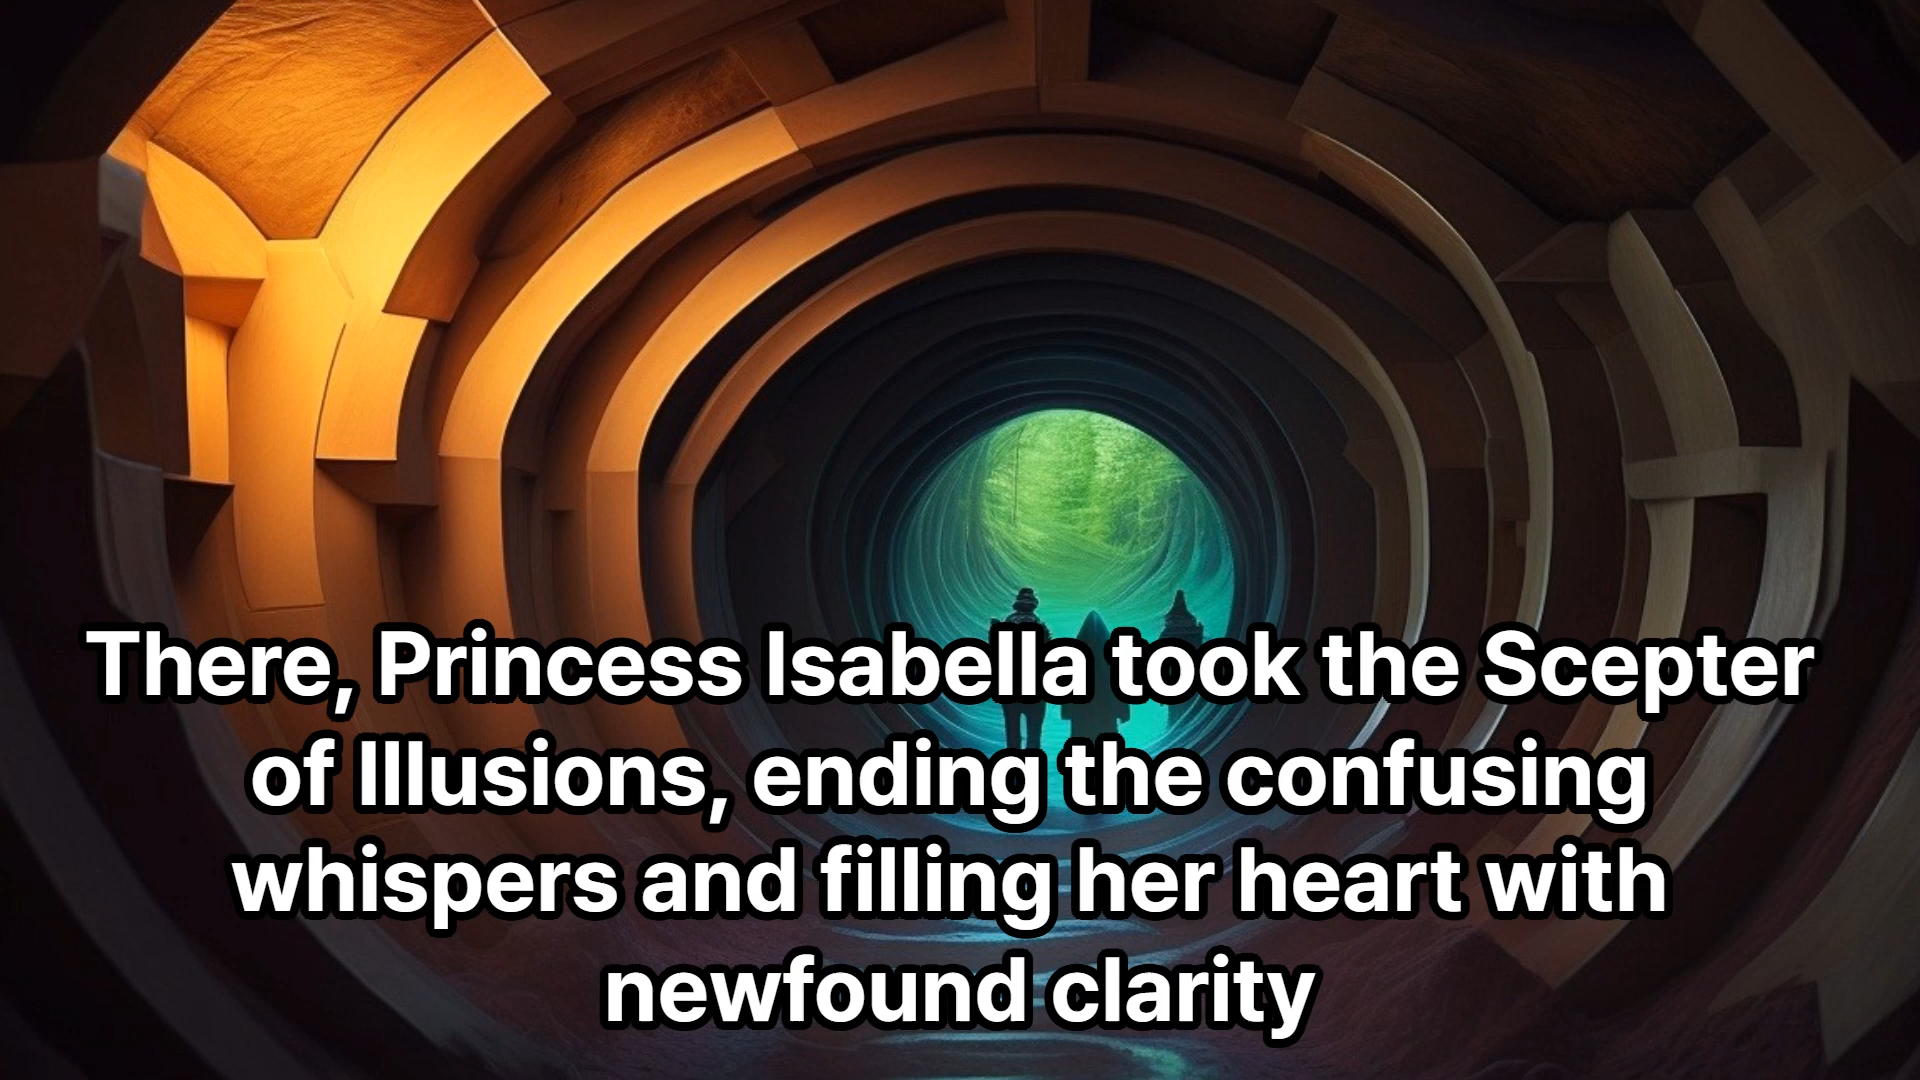 There, Princess Isabella took the Scepter
of Illusions, ending the confusing
whispers and filling her heart with
newfound clarity